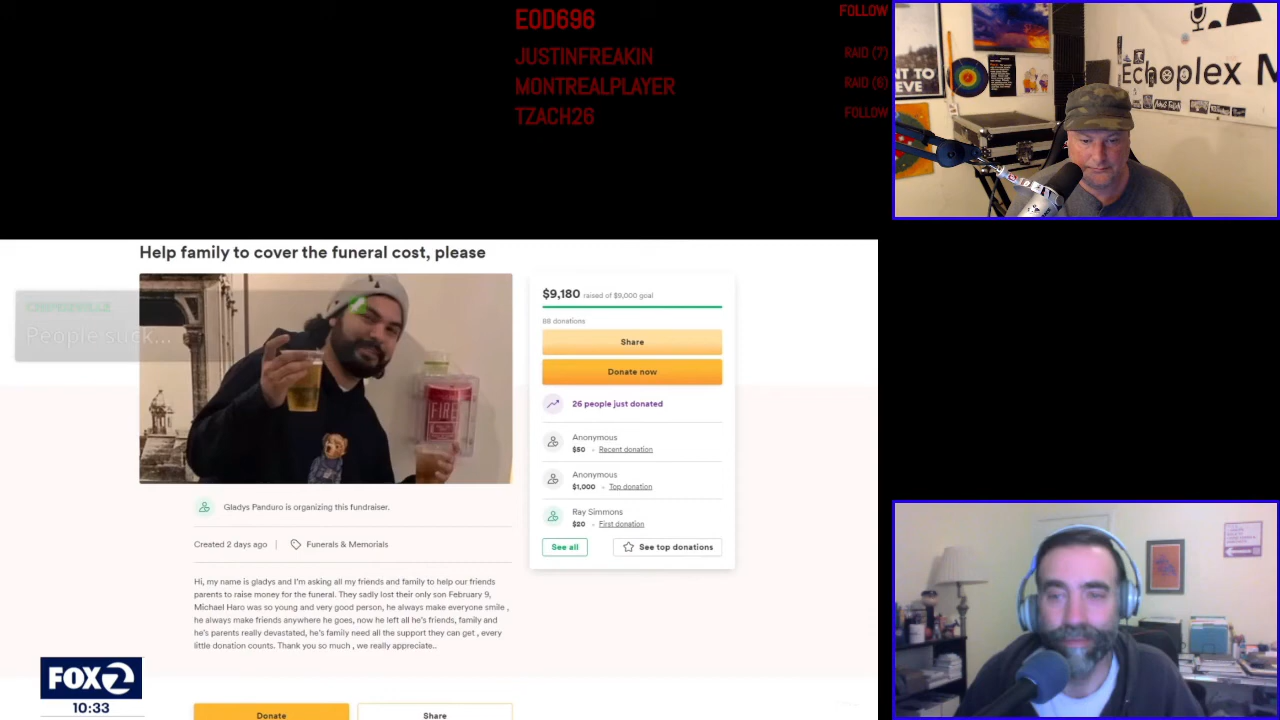 EOD696 FOLLOW
JUSTINFREAKIN RAID (7)
MONTREALPLAYER RAID (6)
TZACH26 FOLLOW
Echoplex M
Help family to cover the funeral cost, please
People suck...
FIRE
$9,180 raised of $9,000 goal
88 donations
Share
Donate now
26 people just donated
Anonymous
$50 • Recent donation
Anonymous
$1,000 • Top donation
Ray Simmons
$20 • First donation
See all
See top donations
Gladys Panduro is organizing this fundraiser.
Created 2 days ago | Funerals & Memorials
Hi, my name is gladys and I'm asking all my friends and family to help our friends
parents to raise money for the funeral. They sadly lost their only son February 9,
Michael Haro was so young and very good person, he always make everyone smile ,
he always make friends anywhere he goes, now he left all he's friends, family and
he's parents really devastated, he's family need all the support they can get , every
little donation counts. Thank you so much , we really appreciate..
Donate
Share
FOX 2
10:33